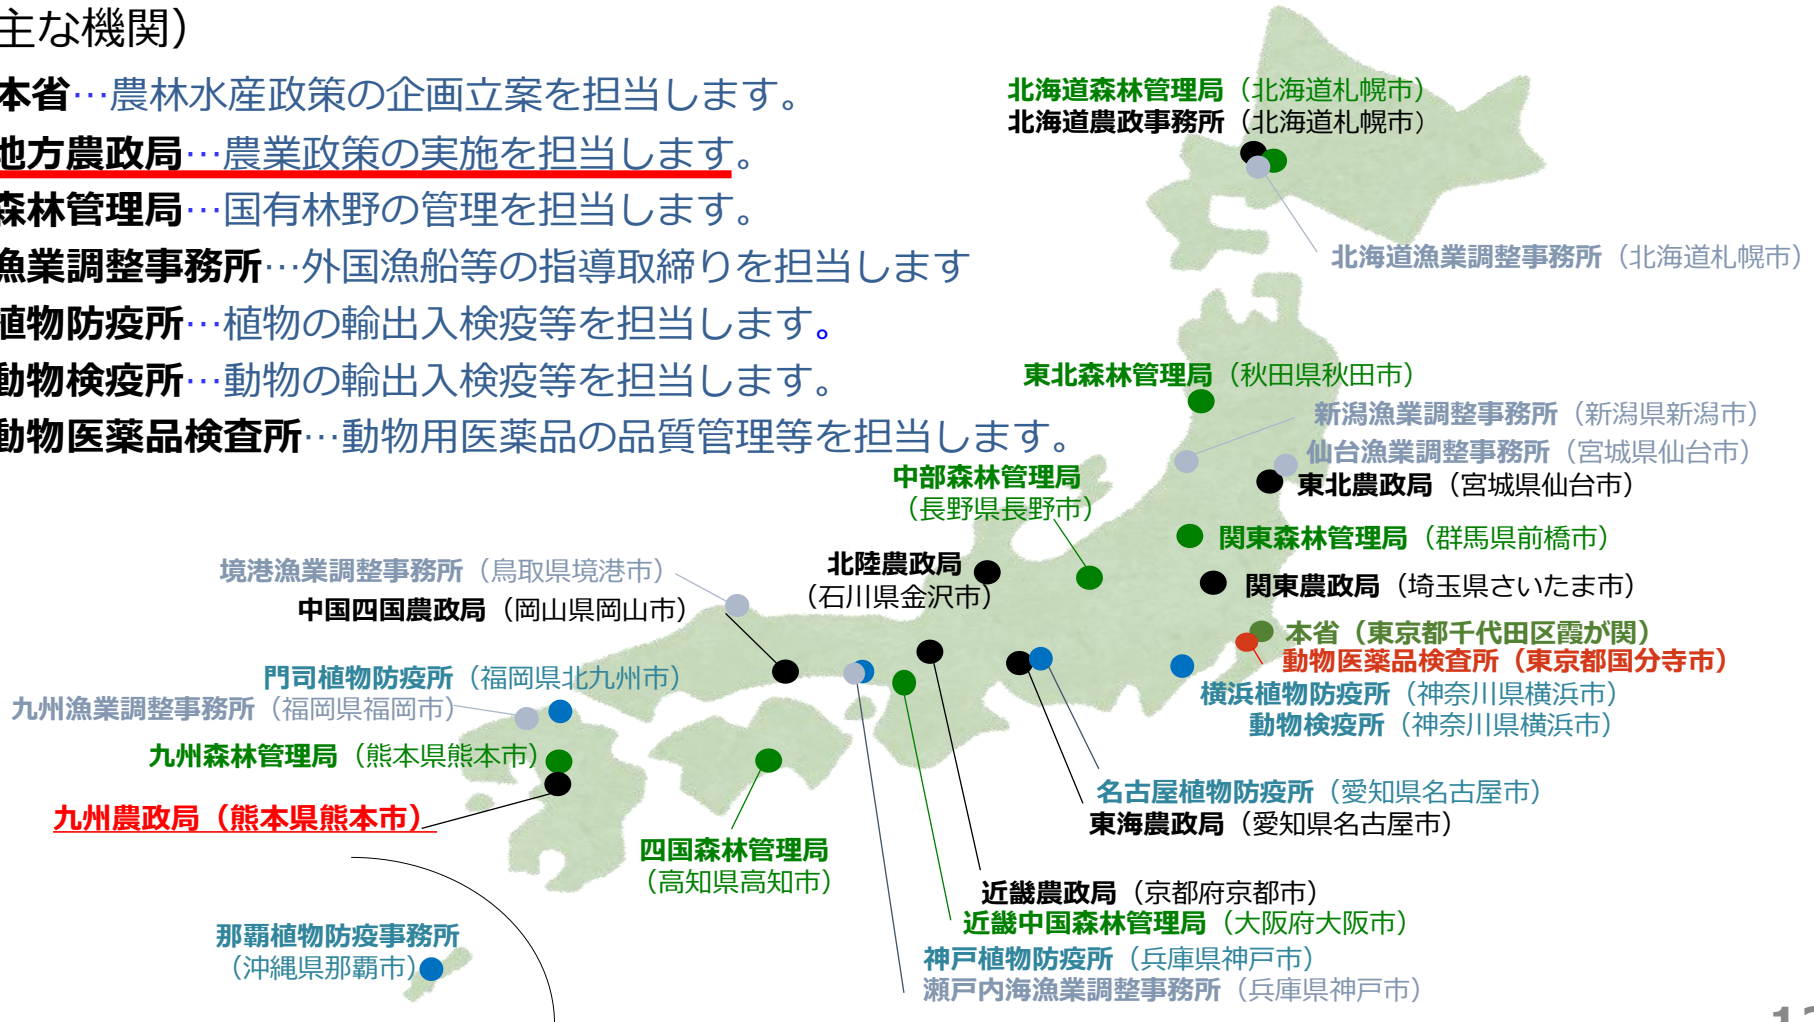 主な機関）
本省…農林水産政策の企画立案を担当します。
地方農政局…農業政策の実施を担当します。
森林管理局…国有林野の管理を担当します。
漁業調整事務所…外国漁船等の指導取締りを担当します
植物防疫所…植物の輸出入検疫等を担当します。
動物検疫所…動物の輸出入検疫等を担当します。
動物医薬品検査所…動物用医薬品の品質管理等を担当します。
北海道森林管理局（北海道札幌市）
北海道農政事務所（北海道札幌市）
北海道漁業調整事務所（北海道札幌市）
東北森林管理局（秋田県秋田市）
新潟漁業調整事務所（新潟県新潟市）
仙台漁業調整事務所（宮城県仙台市）
東北農政局（宮城県仙台市）
中部森林管理局
（長野県長野市）
関東森林管理局（群馬県前橋市）
北陸農政局
（石川県金沢市）
関東農政局（埼玉県さいたま市）
境港漁業調整事務所（鳥取県境港市）
中国四国農政局（岡山県岡山市）
本省（東京都千代田区霞が関）
動物医薬品検査所（東京都国分寺市）
門司植物防疫所（福岡県北九州市）
横浜植物防疫所（神奈川県横浜市）
九州漁業調整事務所（福岡県福岡市）
動物検疫所（神奈川県横浜市）
九州森林管理局（熊本県熊本市）
名古屋植物防疫所（愛知県名古屋市）
九州農政局（熊本県熊本市）
東海農政局（愛知県名古屋市）
四国森林管理局
（高知県高知市）
近畿農政局（京都府京都市）
近畿中国森林管理局（大阪府大阪市）
那覇植物防疫事務所
（沖縄県那覇市）
神戸植物防疫所（兵庫県神戸市）
瀬戸内海漁業調整事務所（兵庫県神戸市）